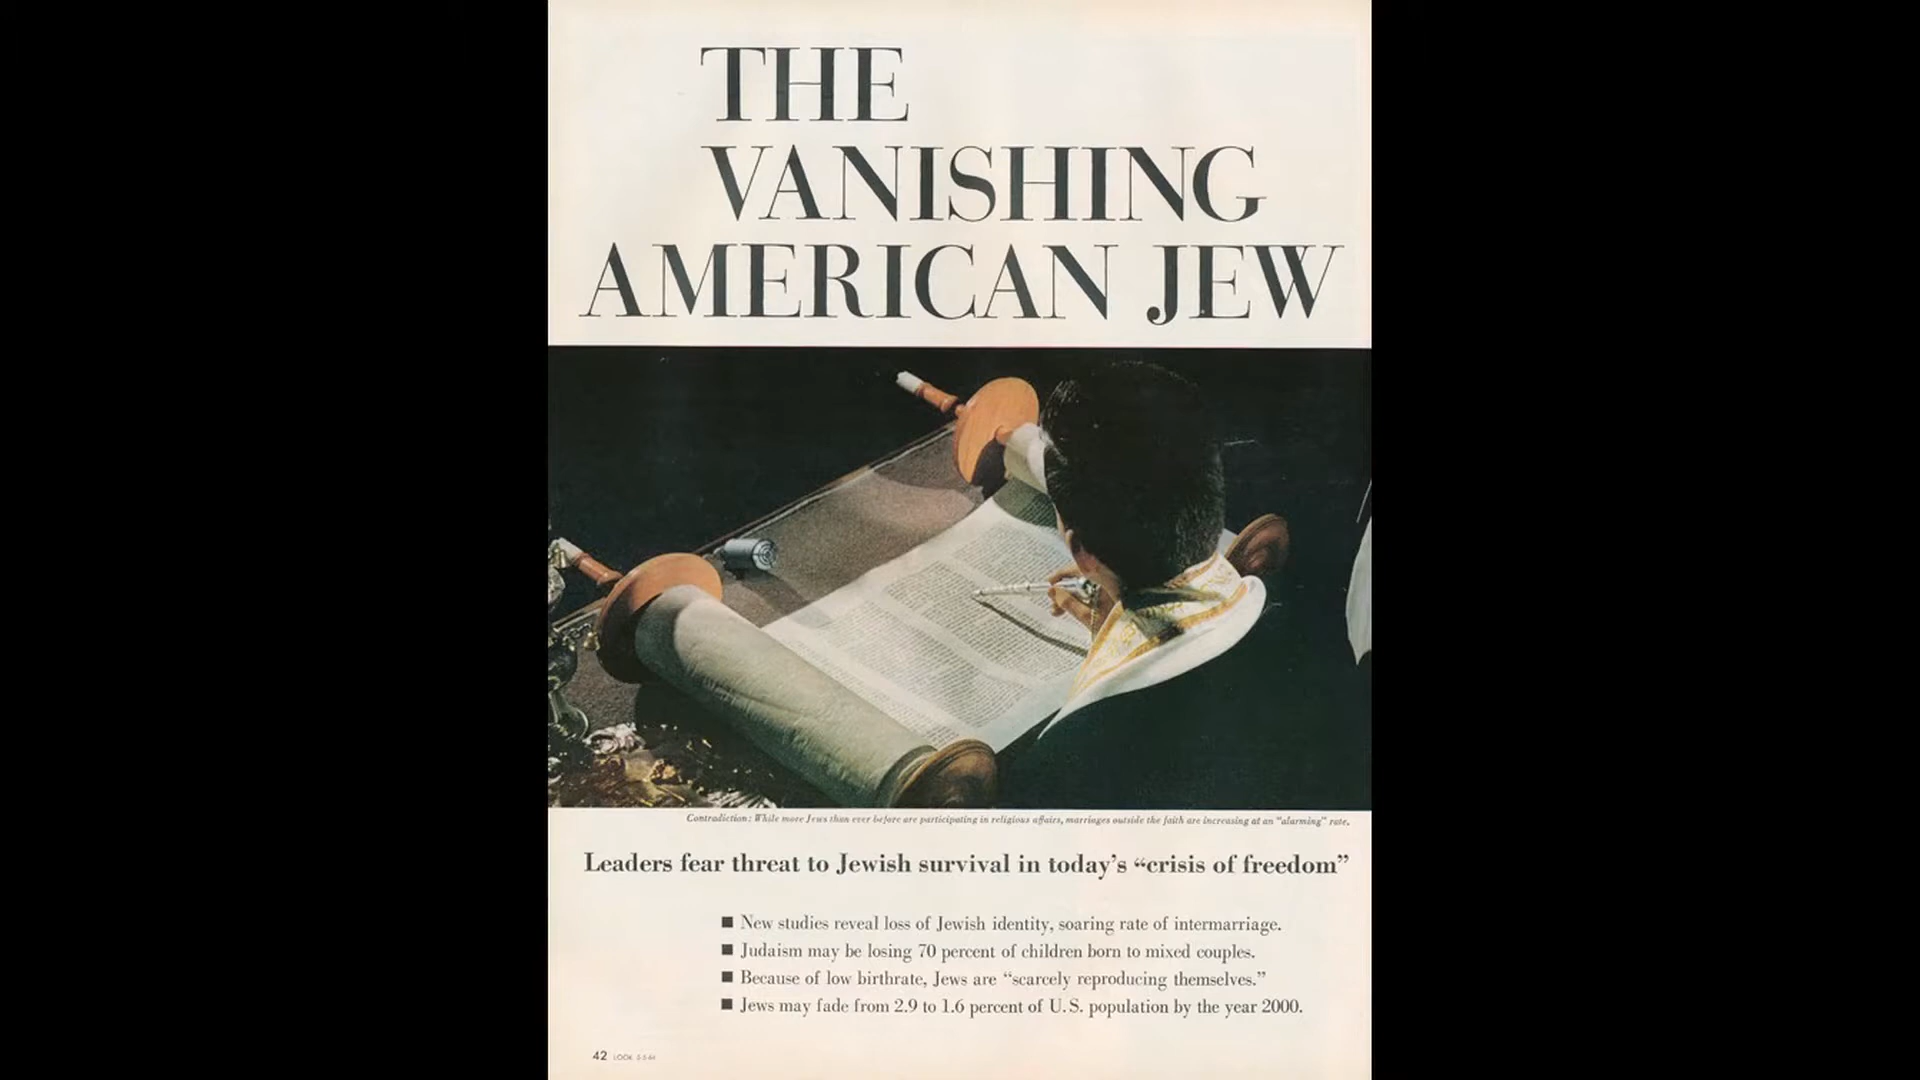 THE
VANISHING
AMERICAN JEW
Contradiction: While more Jews than ever before are participating in religious affairs, marriages outside the faith are increasing at an “alarming” rate.
Leaders fear threat to Jewish survival in today’s “crisis of freedom”
■ New studies reveal loss of Jewish identity, soaring rate of intermarriage.
■ Judaism may be losing 70 percent of children born to mixed couples.
■ Because of low birthrate, Jews are “scarcely reproducing themselves.”
■ Jews may fade from 2.9 to 1.6 percent of U.S. population by the year 2000.
42 LOOK 5-5-64